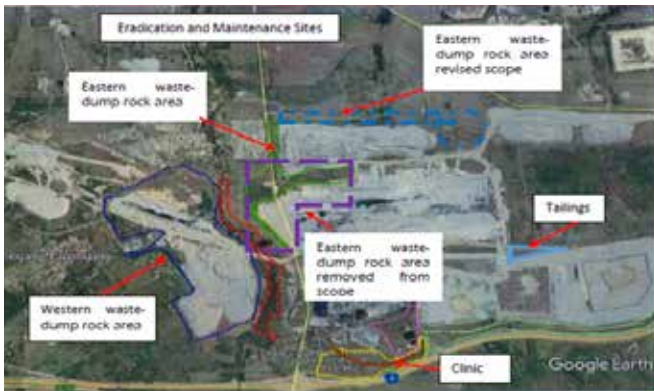 Eradication and Maintenance Sites
Eastern waste-
dump rock area
revised scope
Eastern waste-
dump rock area
Tailings
Eastern waste-
dump rock area
removed from
scope
Western waste-
dump rock area
Clinic
Google Earth